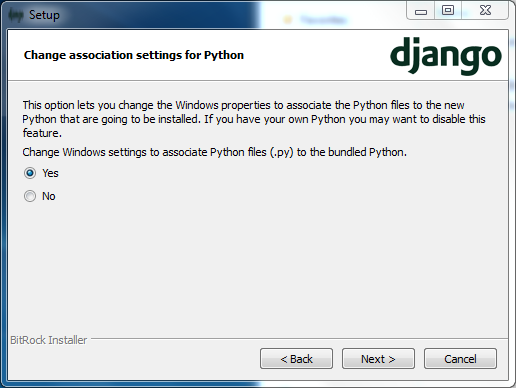 Setup
Change association settings for Python
django
This option lets you change the Windows properties to associate the Python files to the new
Python that are going to be installed. If you have your own Python you may want to disable this
feature.
Change Windows settings to associate Python files (.py) to the bundled Python.
Yes
No
BitRock Installer
< Back
Next >
Cancel